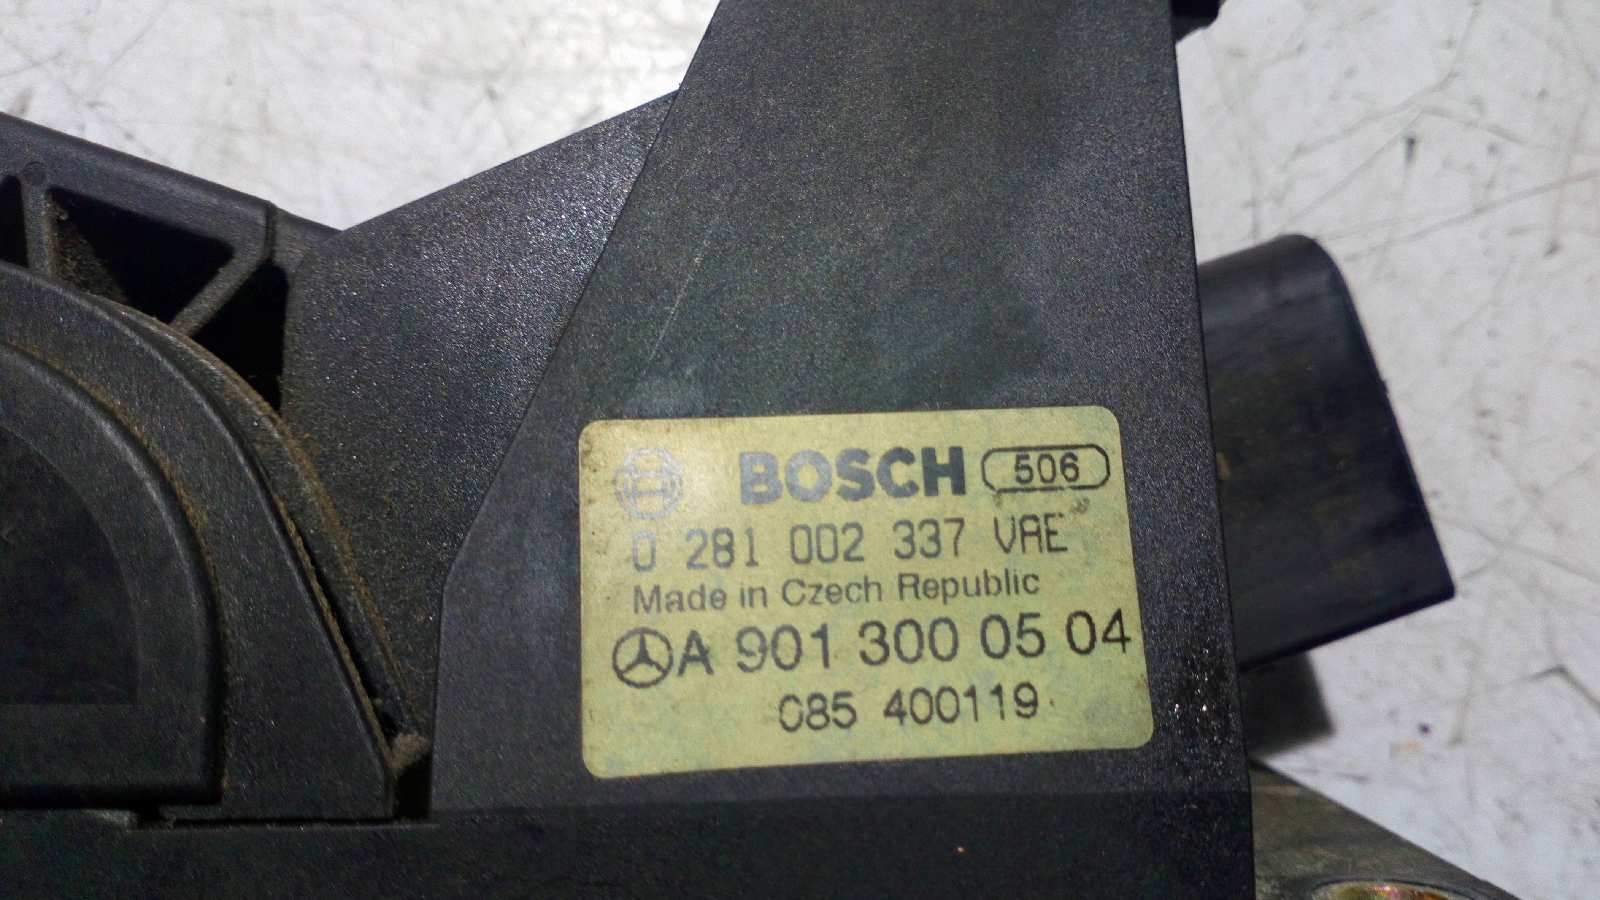 BOSCH 506
0 281 002 337 VAE
Made in Czech Republic
A 901 300 05 04
085 400119